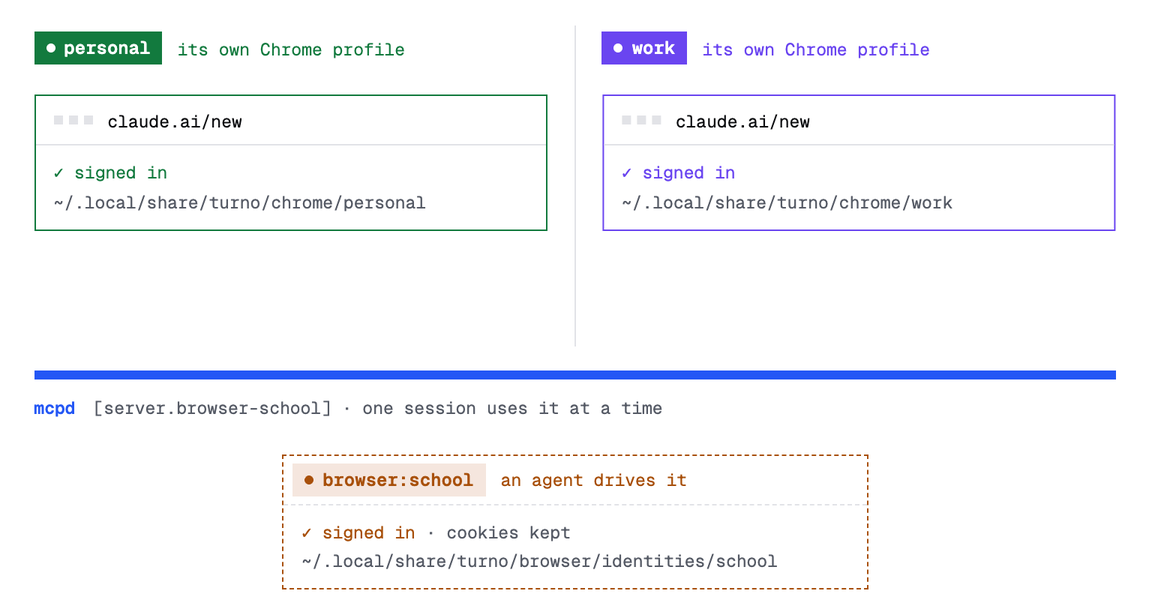 personal its own Chrome profile
claude.ai/new
✓ signed in
~/.local/share/turno/chrome/personal
work its own Chrome profile
claude.ai/new
✓ signed in
~/.local/share/turno/chrome/work
mcpd [server.browser-school] · one session uses it at a time
browser:school an agent drives it
✓ signed in · cookies kept
~/.local/share/turno/browser/identities/school